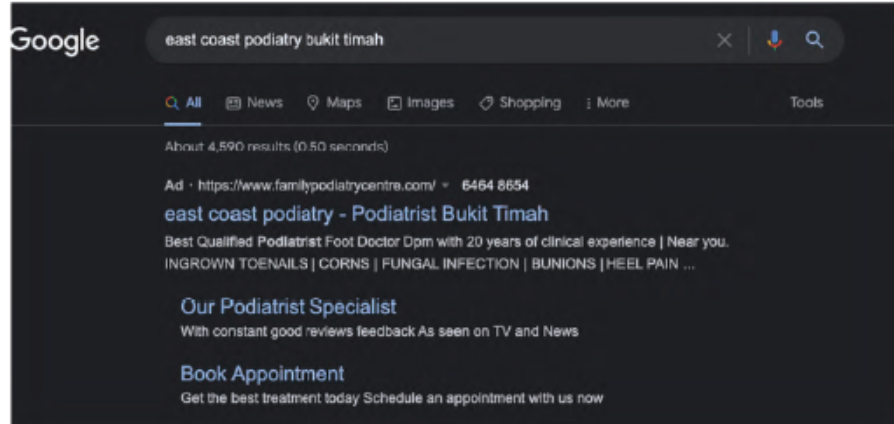 Google
east coast podiatry bukit timah
All News Maps Images Shopping More Tools
About 4,590 results (0.50 seconds)
Ad · https://www.familypodiatrycentre.com/ 6464 8654
east coast podiatry - Podiatrist Bukit Timah
Best Qualified Podiatrist Foot Doctor Dpm with 20 years of clinical experience | Near you.
INGROWN TOENAILS | CORNS | FUNGAL INFECTION | BUNIONS | HEEL PAIN ...
Our Podiatrist Specialist
With constant good reviews feedback As seen on TV and News
Book Appointment
Get the best treatment today Schedule an appointment with us now